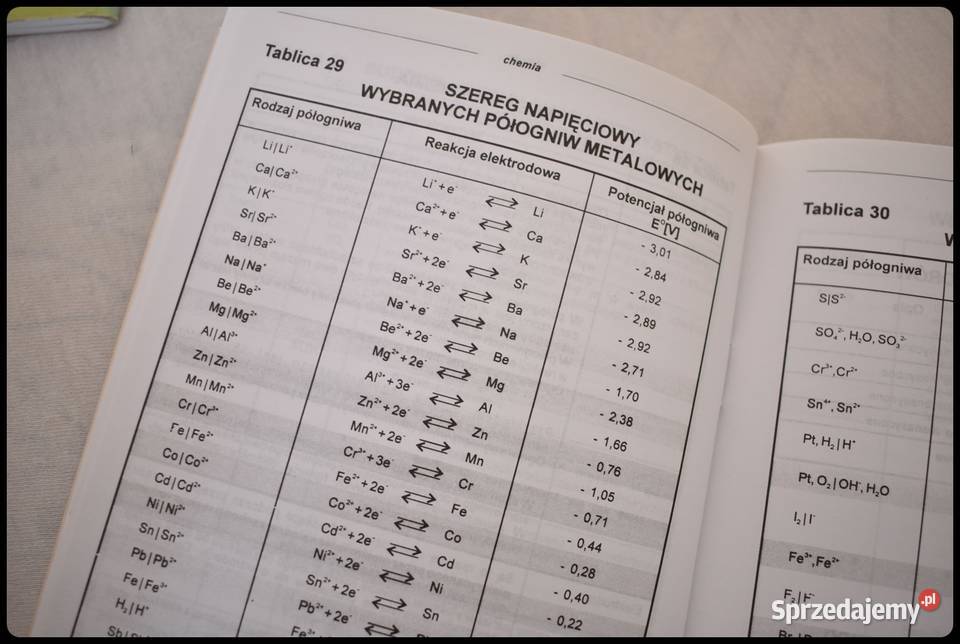 chemia
Tablica 29
SZEREG NAPIĘCIOWY
WYBRANYCH PÓŁOGNIW METALOWYCH
Rodzaj półogniwa Reakcja elektrodowa Potencjał półogniwa
E⁰[V]
Li|Li⁺ Li⁺+e⁻ ⇌ Li - 3,01
Ca|Ca²⁺ Ca²⁺+e⁻ ⇌ Ca - 2,84
K|K⁺ K⁺+e⁻ ⇌ K - 2,92
Sr|Sr²⁺ Sr²⁺+2e⁻ ⇌ Sr - 2,89
Ba|Ba²⁺ Ba²⁺+2e⁻ ⇌ Ba - 2,92
Na|Na⁺ Na⁺+e⁻ ⇌ Na - 2,71
Be|Be²⁺ Be²⁺+2e⁻ ⇌ Be - 1,70
Mg|Mg²⁺ Mg²⁺+2e⁻ ⇌ Mg - 2,38
Al|Al³⁺ Al³⁺+3e⁻ ⇌ Al - 1,66
Zn|Zn²⁺ Zn²⁺+2e⁻ ⇌ Zn - 0,76
Mn|Mn²⁺ Mn²⁺+2e⁻ ⇌ Mn - 1,05
Cr|Cr³⁺ Cr³⁺+3e⁻ ⇌ Cr - 0,71
Fe|Fe²⁺ Fe²⁺+2e⁻ ⇌ Fe - 0,44
Co|Co²⁺ Co²⁺+2e⁻ ⇌ Co - 0,28
Cd|Cd²⁺ Cd²⁺+2e⁻ ⇌ Cd - 0,40
Ni|Ni²⁺ Ni²⁺+2e⁻ ⇌ Ni - 0,22
Sn|Sn²⁺ Sn²⁺+2e⁻ ⇌ Sn
Pb|Pb²⁺ Pb²⁺+2e⁻ ⇌
Fe|Fe³⁺
H₂|H⁺
Tablica 30
Rodzaj półogniwa
S|S²⁻
SO₄²⁻, H₂O, SO₃²⁻
Cr³⁺,Cr²⁺
Sn⁴⁺, Sn²⁺
Pt, H₂|H⁺
Pt, O₂|OH⁻, H₂O
I₂|I⁻
Fe³⁺,Fe²⁺
F₂|F⁻
Sprzedajemy.pl